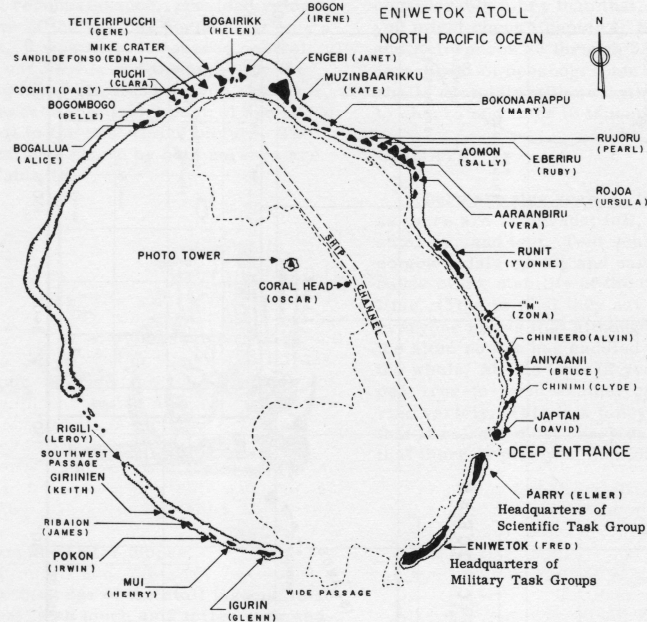 ENIWETOK ATOLL
NORTH PACIFIC OCEAN
N
TEITEIRIPUCCHI
(GENE)
BOGAIRIKK
(HELEN)
BOGON
(IRENE)
MIKE CRATER
SANDILDEFONSO (EDNA)
RUCHI
(CLARA)
COCHITI (DAISY)
BOGOMBOGO
(BELLE)
BOGALLUA
(ALICE)
ENGEBI (JANET)
MUZINBAARIKKU
(KATE)
BOKONAARAPPU
(MARY)
RUJORU
(PEARL)
EBERIRU
(RUBY)
AOMON
(SALLY)
ROJOA
(URSULA)
AARAANBIRU
(VERA)
RUNIT
(YVONNE)
PHOTO TOWER
CORAL HEAD
(OSCAR)
SHIP
CHANNEL
"M"
(ZONA)
CHINIEERO (ALVIN)
ANIYAANII
(BRUCE)
CHINIMI (CLYDE)
JAPTAN
(DAVID)
DEEP ENTRANCE
PARRY (ELMER)
Headquarters of
Scientific Task Group
ENIWETOK (FRED)
Headquarters of
Military Task Groups
WIDE PASSAGE
RIGILI
(LEROY)
SOUTHWEST
PASSAGE
GIRIINIEN
(KEITH)
RIBAION
(JAMES)
POKON
(IRWIN)
MUI
(HENRY)
IGURIN
(GLENN)